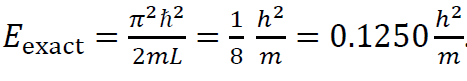 E_exact = π²ħ²/2mL = 1/8 h²/m = 0.1250 h²/m.